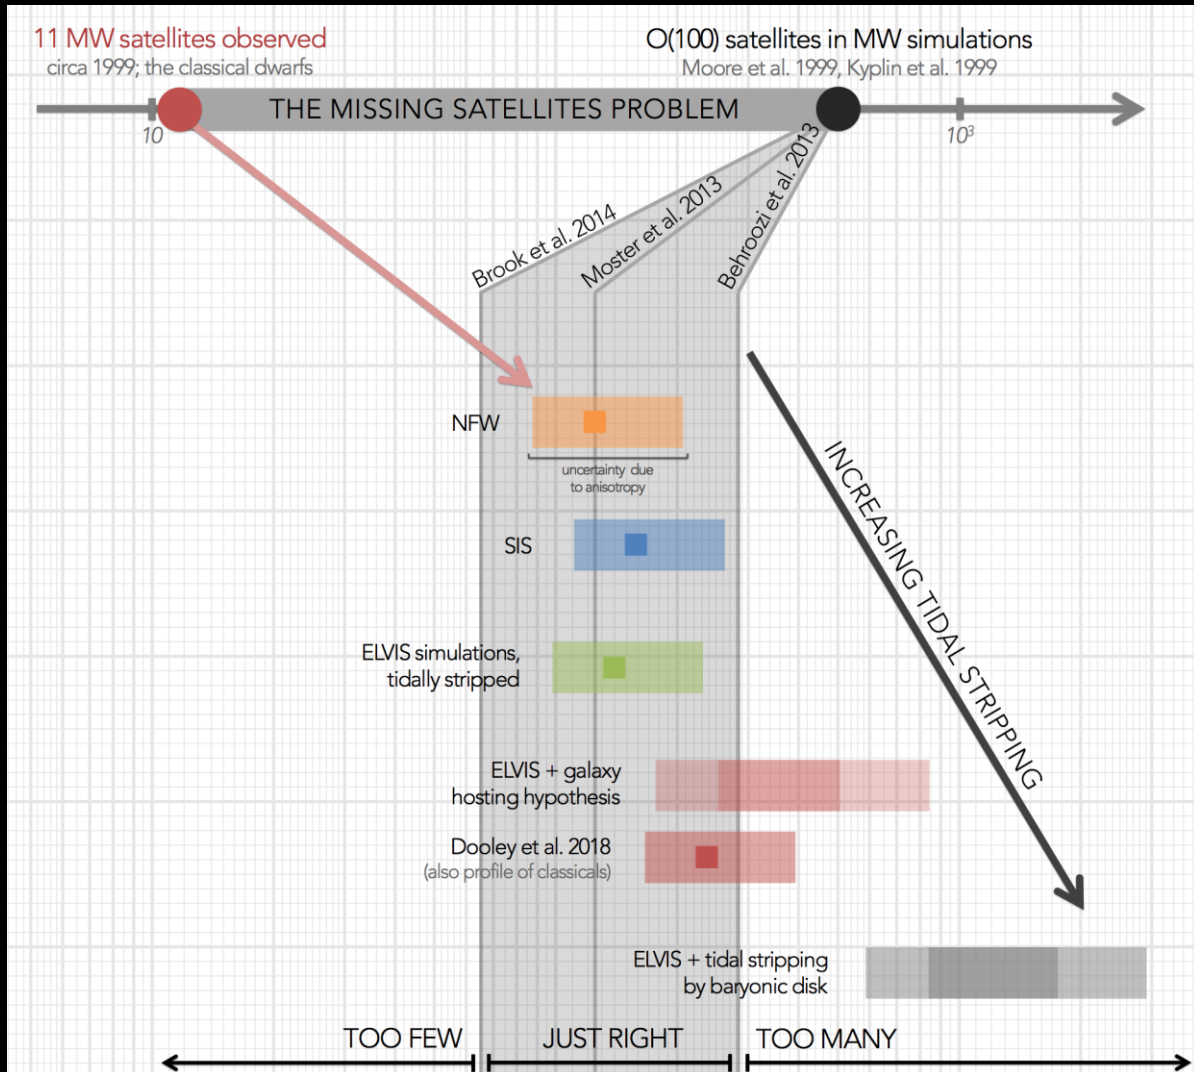 11 MW satellites observed
circa 1999; the classical dwarfs
O(100) satellites in MW simulations
Moore et al. 1999, Kyplin et al. 1999
THE MISSING SATELLITES PROBLEM
10
10³
Brook et al. 2014
Moster et al. 2013
Behroozi et al. 2013
NFW
uncertainty due
to anisotropy
SIS
INCREASING TIDAL STRIPPING
ELVIS simulations,
tidally stripped
ELVIS + galaxy
hosting hypothesis
Dooley et al. 2018
(also profile of classicals)
ELVIS + tidal stripping
by baryonic disk
TOO FEW
JUST RIGHT
TOO MANY